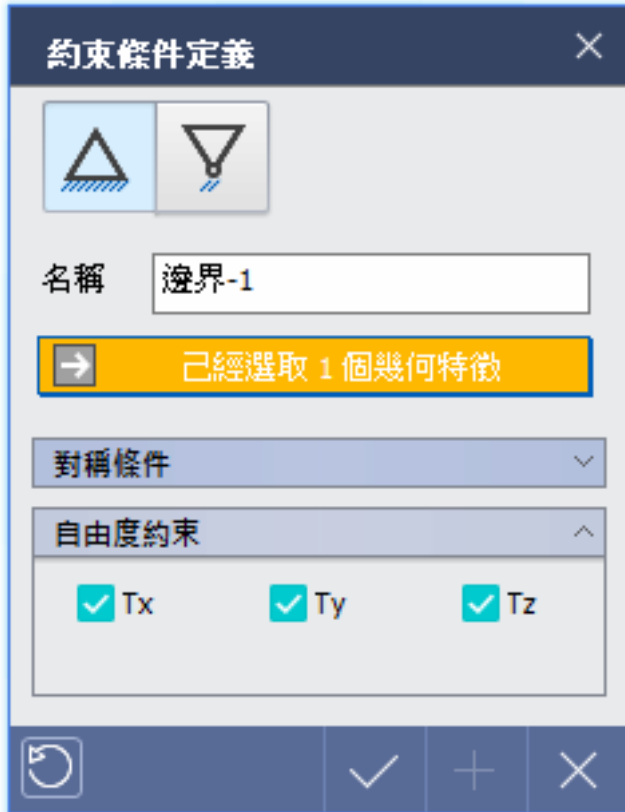 約束條件定義
名稱
邊界-1
己經選取 1 個幾何特徵
對稱條件
自由度約束
Tx Ty Tz